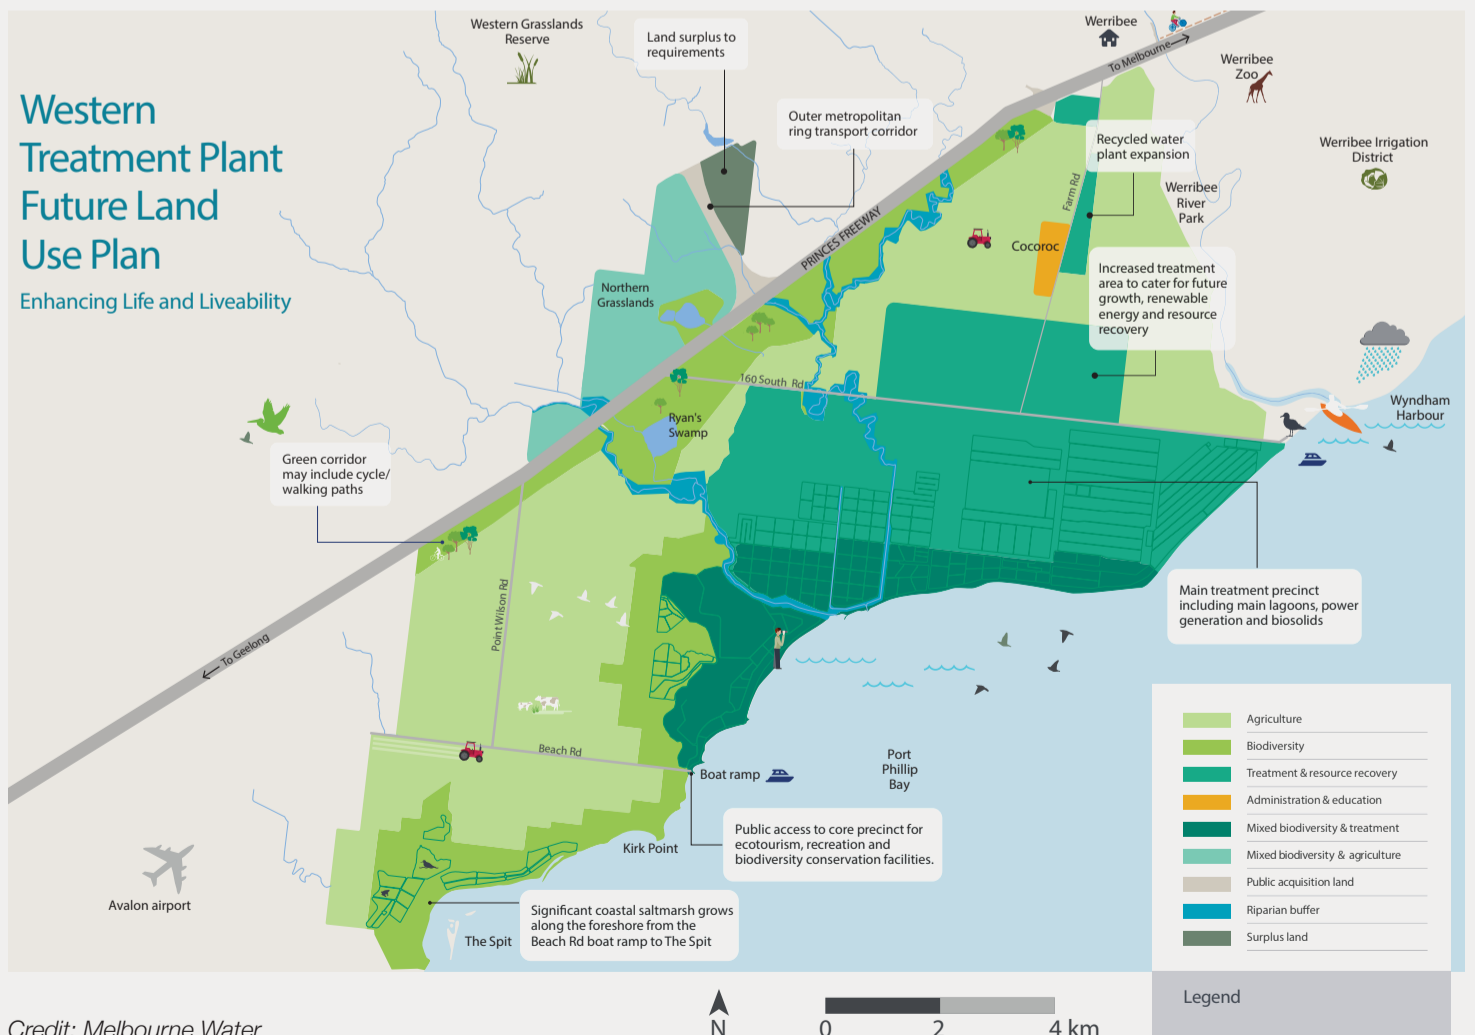 Western
Treatment Plant
Future Land
Use Plan
Enhancing Life and Liveability
Western Grasslands
Reserve
Land surplus to
requirements
Outer metropolitan
ring transport corridor
Werribee
To Melbourne
Werribee
Zoo
Recycled water
plant expansion
Werribee Irrigation
District
Werribee
River
Park
Farm Rd
PRINCES FREEWAY
Cocoroc
Increased treatment
area to cater for future
growth, renewable
energy and resource
recovery
Northern
Grasslands
160 South Rd
Ryan's
Swamp
Wyndham
Harbour
Green corridor
may include cycle/
walking paths
Main treatment precinct
including main lagoons, power
generation and biosolids
Point Wilson Rd
To Geelong
Beach Rd
Boat ramp
Port
Phillip
Bay
Public access to core precinct for
ecotourism, recreation and
biodiversity conservation facilities.
Kirk Point
Avalon airport
Significant coastal saltmarsh grows
along the foreshore from the
Beach Rd boat ramp to The Spit
The Spit
Agriculture
Biodiversity
Treatment & resource recovery
Administration & education
Mixed biodiversity & treatment
Mixed biodiversity & agriculture
Public acquisition land
Riparian buffer
Surplus land
Legend
N
0 2 4 km
Credit: Melbourne Water